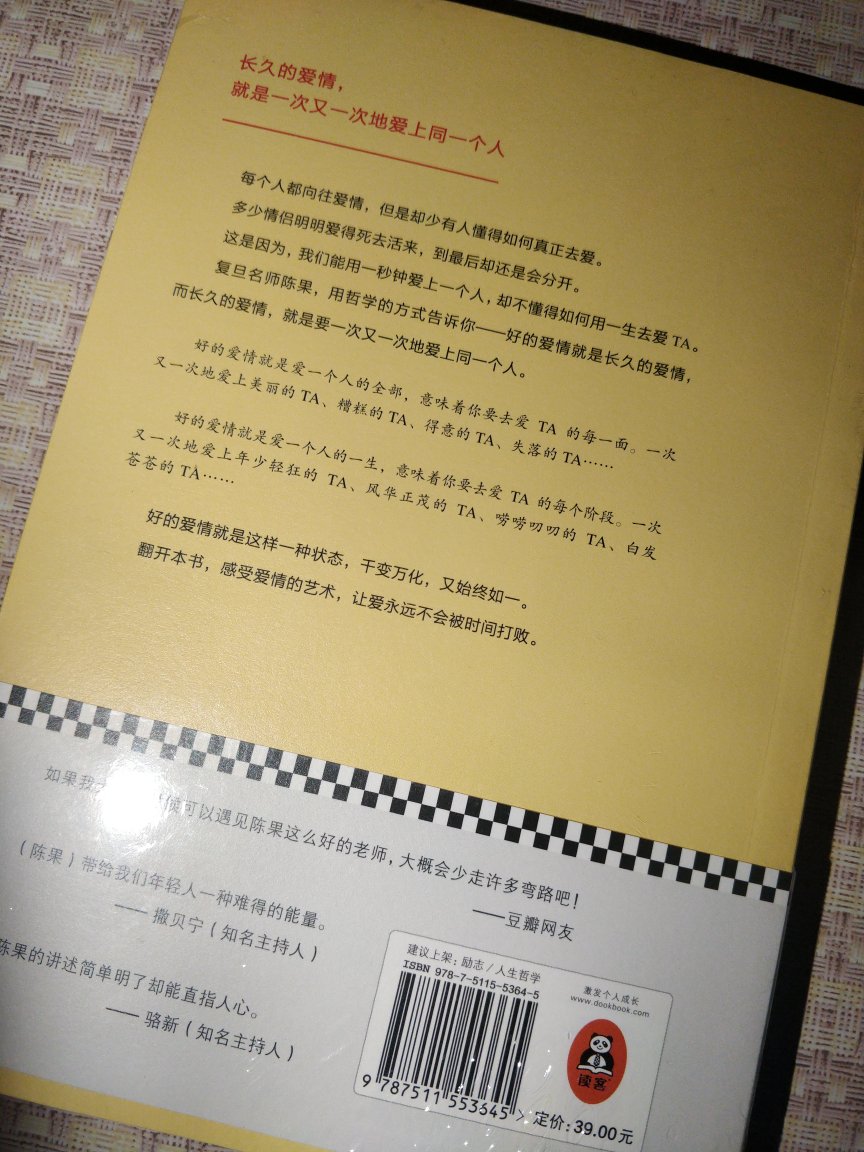 长久的爱情，
就是一次又一次地爱上同一个人
每个人都向往爱情，但是却少有人懂得如何真正去爱。
多少情侣明明爱得死去活来，到最后却还是会分开。
这是因为，我们能用一秒钟爱上一个人，却不懂得如何用一生去爱TA。
复旦名师陈果，用哲学的方式告诉你——好的爱情就是长久的爱情，
而长久的爱情，就是要一次又一次地爱上同一个人。
好的爱情就是爱一个人的全部，意味着你要去爱 TA 的每一面。一次
又一次地爱上美丽的TA、糟糕的TA、得意的TA、失落的TA……
好的爱情就是爱一个人的一生，意味着你要去爱 TA 的每个阶段。一次
又一次地爱上年少轻狂的 TA、风华正茂的 TA、唠唠叨叨的 TA、白发
苍苍的 TA……
好的爱情就是这样一种状态，千变万化，又始终如一。
翻开本书，感受爱情的艺术，让爱永远不会被时间打败。
如果我 可以遇见陈果这么好的老师，大概会少走许多弯路吧！
——豆瓣网友
（陈果）带给我们年轻人一种难得的能量。
—— 撒贝宁（知名主持人）
陈果的讲述简单明了却能直指人心。
—— 骆新（知名主持人）
建议上架：励志／人生哲学
ISBN 978-7-5115-5364-5
9 787511 553645 >
定价：39.00元
激发个人成长
www.dookbook.com
读客